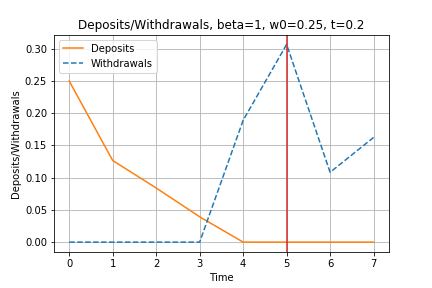 Deposits/Withdrawals, beta=1, w0=0.25, t=0.2
Deposits
Withdrawals
0.30
0.25
0.20
0.15
0.10
0.05
0.00
Deposits/Withdrawals
0 1 2 3 4 5 6 7
Time